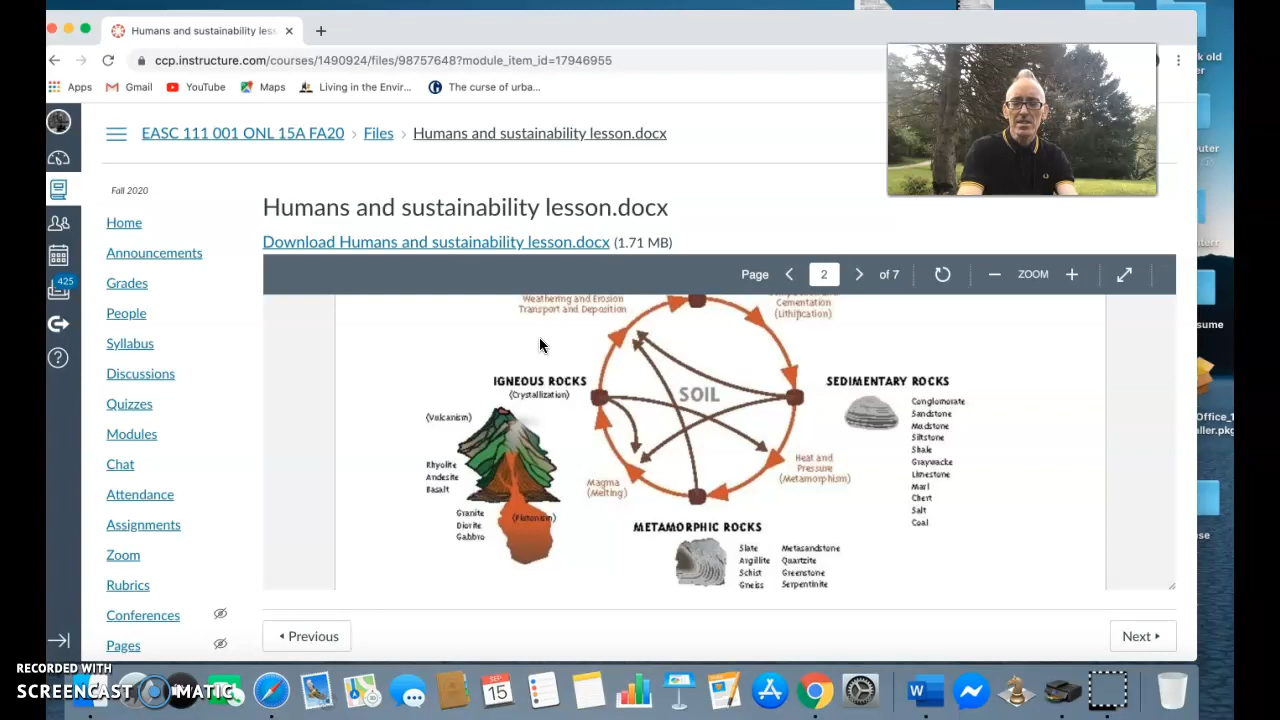 Humans and sustainability less
ccp.instructure.com/courses/1490924/files/98757648?module_item_id=17946955
Apps Gmail YouTube Maps Living in the Envir... The curse of urba...
EASC 111 001 ONL 15A FA20 > Files > Humans and sustainability lesson.docx
Fall 2020
Humans and sustainability lesson.docx
Download Humans and sustainability lesson.docx (1.71 MB)
Page 2 of 7 ZOOM
425
Home
Announcements
Grades
People
Syllabus
Discussions
Quizzes
Modules
Chat
Attendance
Assignments
Zoom
Rubrics
Conferences
Pages
Weathering and Erosion
Transport and Deposition
Cementation
(Lithification)
IGNEOUS ROCKS
(Crystallization)
SOIL
SEDIMENTARY ROCKS
Conglomerate
Sandstone
Mudstone
Siltstone
Shale
Graywacke
Limestone
Marl
Chert
Salt
Coal
(Volcanism)
Rhyolite
Andesite
Basalt
Granite
Diorite
Gabbro
(Plutonism)
Magma
(Melting)
Heat and
Pressure
(Metamorphism)
METAMORPHIC ROCKS
Slate Metasandstone
Argillite Quartzite
Schist Greenstone
Gneiss Serpentinite
Previous
Next
RECORDED WITH
SCREENCAST MATIC
15